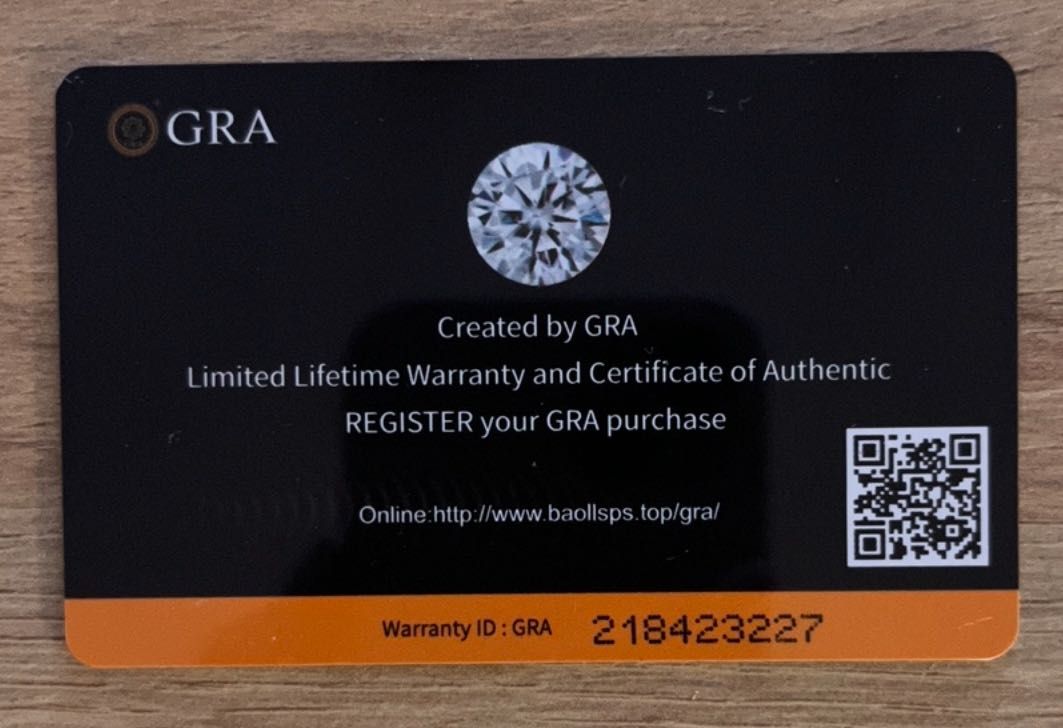 GRA
Created by GRA
Limited Lifetime Warranty and Certificate of Authentic
REGISTER your GRA purchase
Online:http://www.baollsps.top/gra/
Warranty ID : GRA 218423227